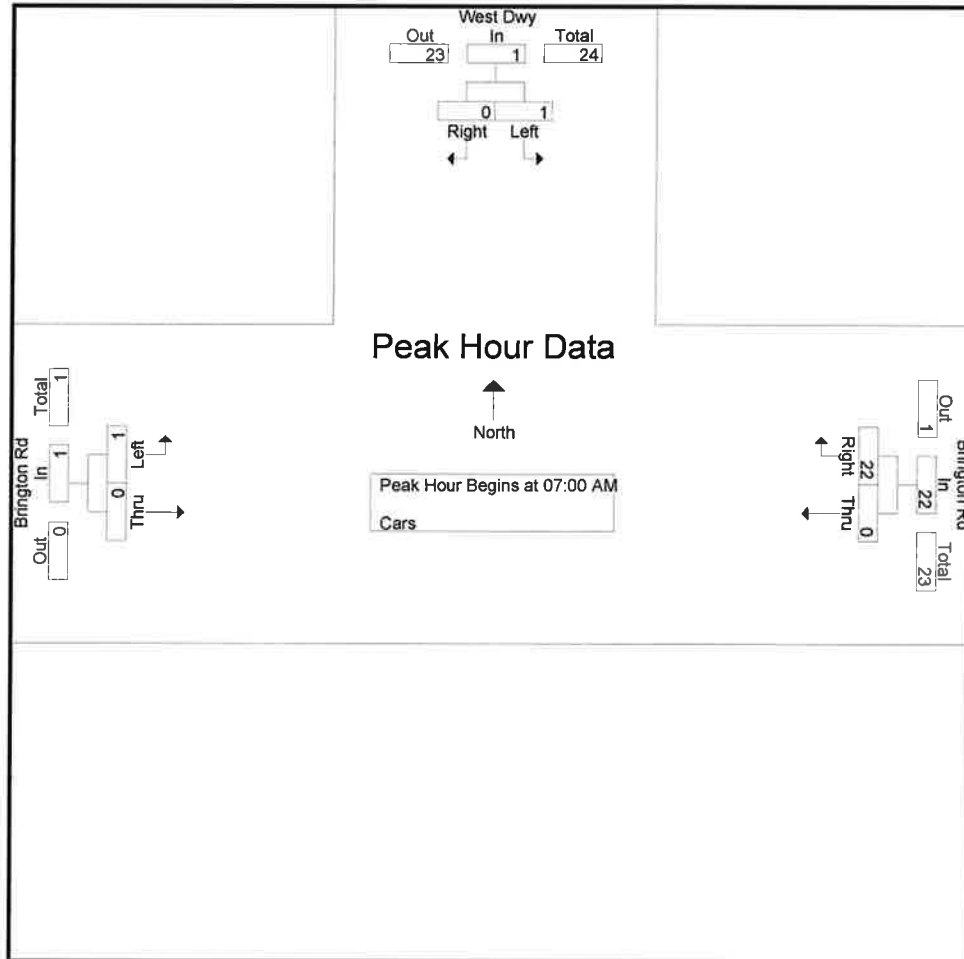 West Dwy
Out In Total
23 1 24
0 1
Right Left
Peak Hour Data
North
Peak Hour Begins at 07:00 AM
Cars
Brington Rd
Out In Total
0 1 1
Left Thru
1 0
Brington Rd
Out In Total
1 22 23
Right Thru
22 0